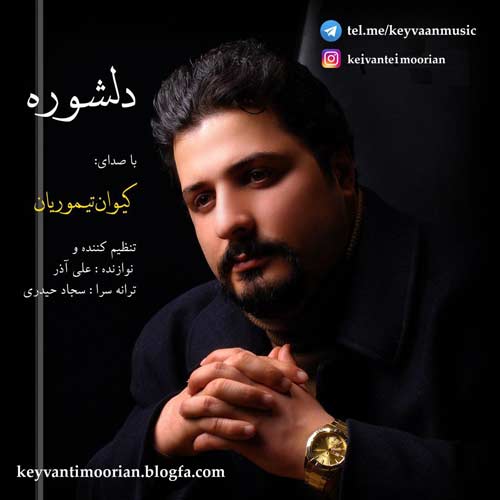 tel.me/keyvaanmusic
keivanteimoorian
دلشوره
با صدای:
کیوان‌تیموریان
تنظیم کننده و
نوازنده : علی آذر
ترانه سرا : سجاد حیدری
keyvantimoorian.blogfa.com